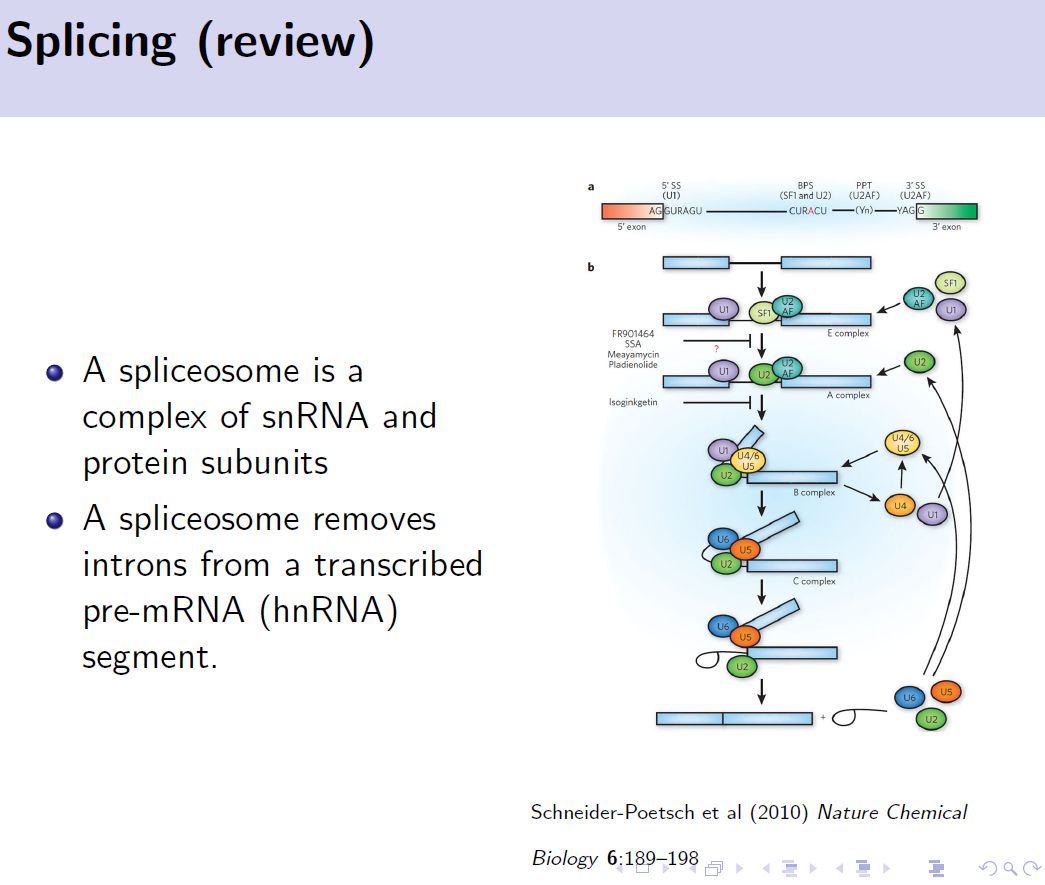 Splicing (review)
A spliceosome is a
complex of snRNA and
protein subunits
A spliceosome removes
introns from a transcribed
pre-mRNA (hnRNA)
segment.
a
5' SS BPS PPT 3' SS
(U1) (SF1 and U2) (U2AF) (U2AF)
AG GURAGU CURACU (Yn) YAG G
5' exon 3' exon
b
SF1
U2
AF
U1
U1
SF1
U2
AF
E complex
FR901464
SSA
Meayamycin
Pladienolide
?
U2
U1
U2
U2
AF
A complex
Isoginkgetin
U1
U4/6
U5
U2
B complex
U4/6
U5
U4
U1
U6
U5
U2
C complex
U6
U5
U2
+
U6
U5
U2
Schneider-Poetsch et al (2010) Nature Chemical
Biology 6:189–198